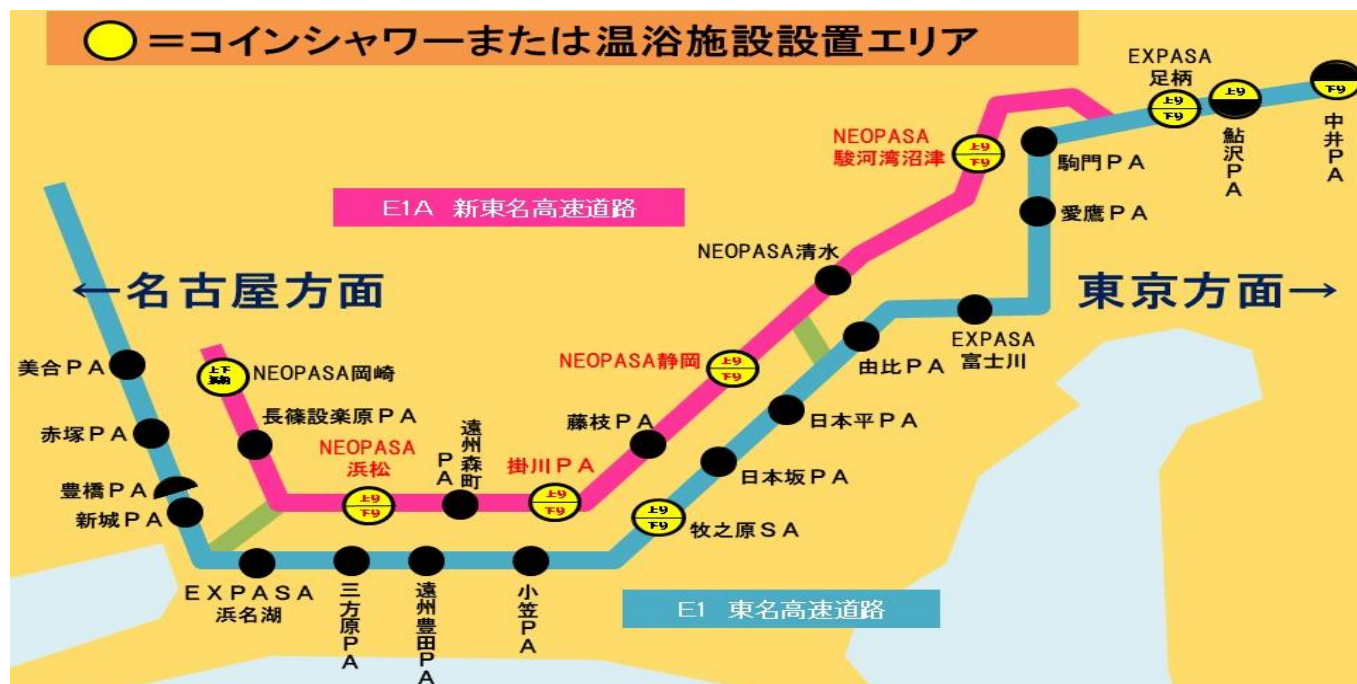 ＝コインシャワーまたは温浴施設設置エリア
EXPASA
足柄
上り
下り
上り
鮎沢ＰＡ
下り
中井ＰＡ
NEOPASA
駿河湾沼津
上り
下り
駒門ＰＡ
愛鷹ＰＡ
E1A 新東名高速道路
NEOPASA清水
←名古屋方面
東京方面→
EXPASA
富士川
由比ＰＡ
NEOPASA静岡
上り
下り
美合ＰＡ
上下
NEOPASA岡崎
長篠設楽原ＰＡ
赤塚ＰＡ
藤枝ＰＡ
日本平ＰＡ
NEOPASA
浜松
上り
下り
遠州森町
ＰＡ
掛川ＰＡ
上り
下り
日本坂ＰＡ
豊橋ＰＡ
新城ＰＡ
上り
下り
牧之原ＳＡ
ＥＸＰＡＳＡ
浜名湖
三方原ＰＡ
遠州豊田ＰＡ
小笠ＰＡ
E1 東名高速道路